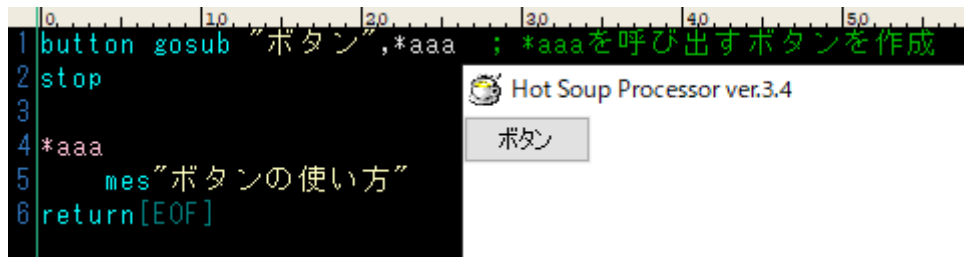 0 10 20 30 40 50
1 button gosub "ボタン",*aaa ; *aaaを呼び出すボタンを作成
2 stop
3
4 *aaa
5 mes"ボタンの使い方"
6 return[EOF]
Hot Soup Processor ver.3.4
ボタン